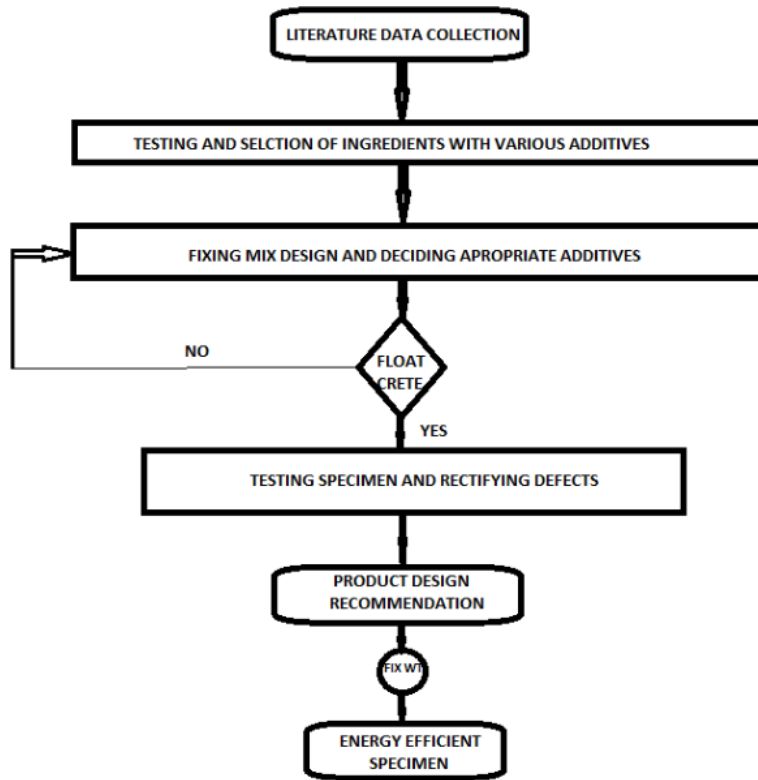 LITERATURE DATA COLLECTION
TESTING AND SELCTION OF INGREDIENTS WITH VARIOUS ADDITIVES
FIXING MIX DESIGN AND DECIDING APROPRIATE ADDITIVES
NO
FLOAT
CRETE
YES
TESTING SPECIMEN AND RECTIFYING DEFECTS
PRODUCT DESIGN
RECOMMENDATION
FIX WT
ENERGY EFFICIENT
SPECIMEN